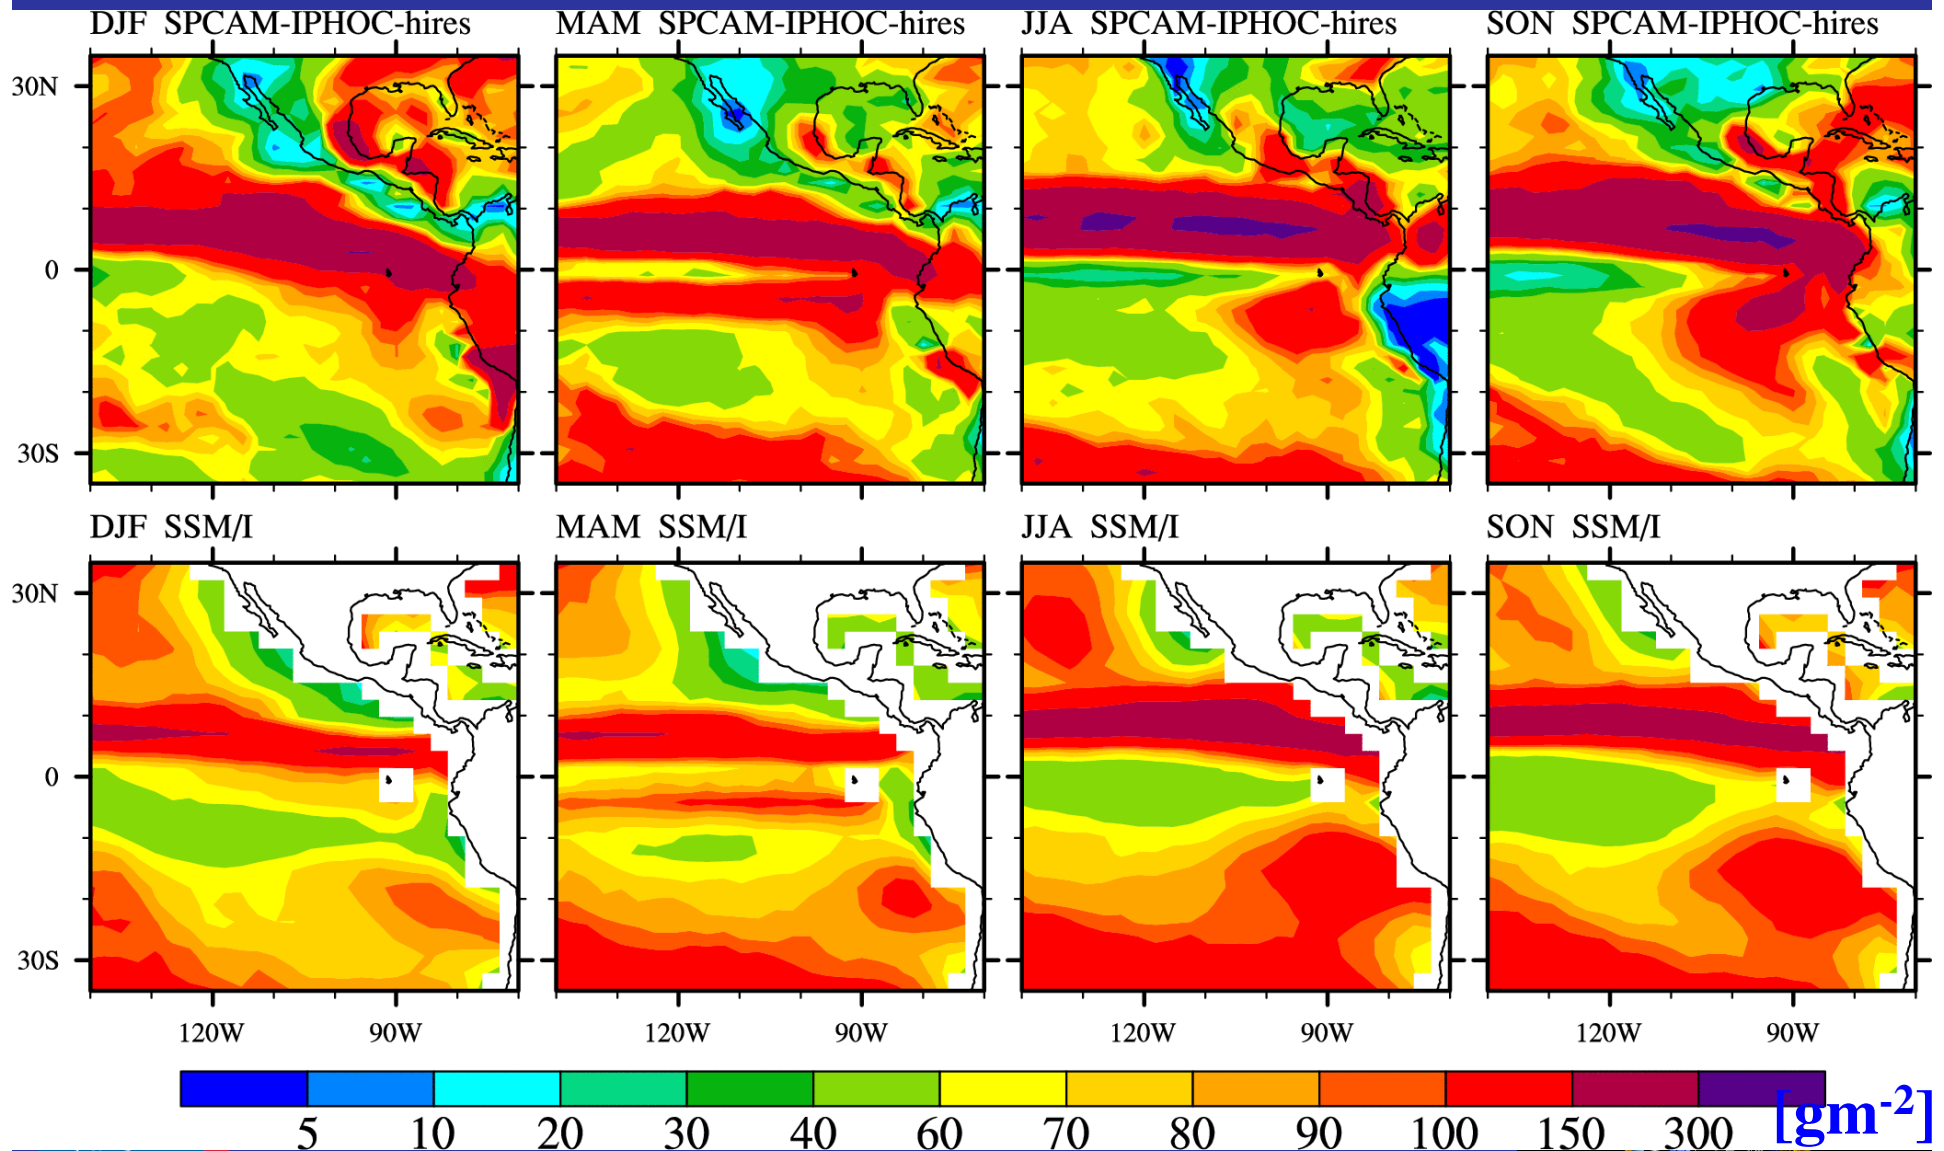 DJF SPCAM-IPHOC-hires MAM SPCAM-IPHOC-hires JJA SPCAM-IPHOC-hires SON SPCAM-IPHOC-hires
30N
0
30S
DJF SSM/I MAM SSM/I JJA SSM/I SON SSM/I
30N
0
30S
120W 90W 120W 90W 120W 90W 120W 90W
5 10 20 30 40 60 70 80 90 100 150 300 [gm-2]